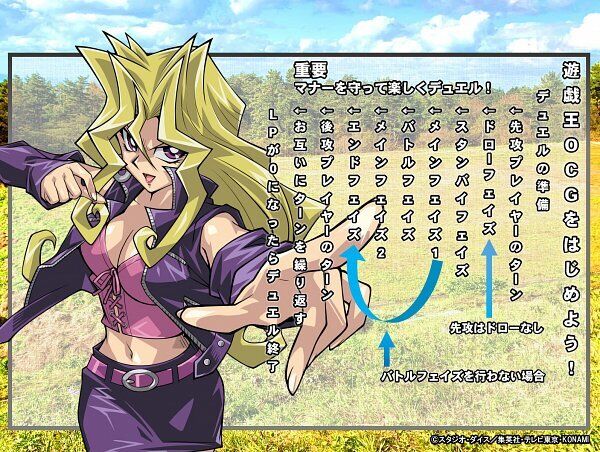 遊戯王OCGをはじめよう！
デュエルの準備
←先攻プレイヤーのターン
←ドローフェイズ
←スタンバイフェイズ
←メインフェイズ1
←バトルフェイズ
←メインフェイズ2
←エンドフェイズ
←後攻プレイヤーのターン
←お互いにターンを繰り返す
LPが0になったらデュエル終了
重要
マナーを守って楽しくデュエル！
先攻はドローなし
バトルフェイズを行わない場合
©スタジオ・ダイス／集英社・テレビ東京・KONAMI